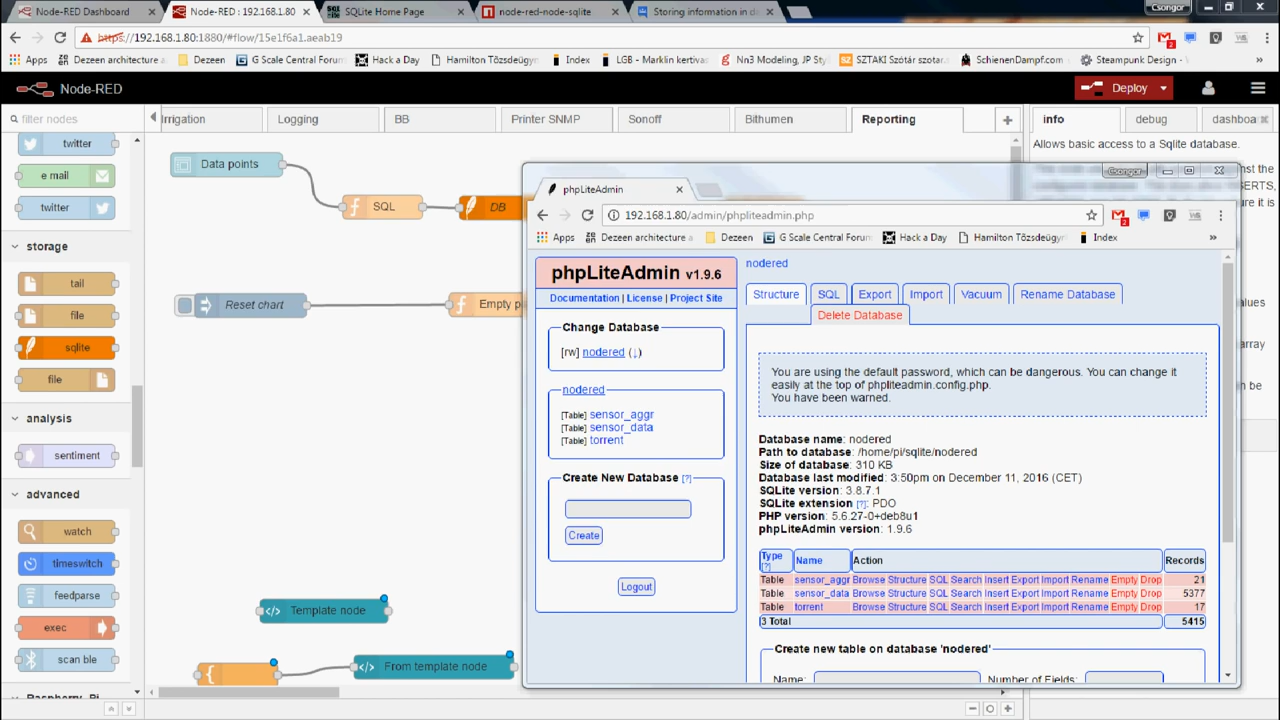 Node-RED Dashboard
Node-RED : 192.168.1.80
SQLite Home Page
node-red-node-sqlite
Storing information in da
Csongor
https://192.168.1.80:1880/#flow/15e1f6a1.aeab19
Apps
Dezeen architecture a
Dezeen
G Scale Central Forum
Hack a Day
Hamilton Tőzsdeügy
Index
LGB - Marklin kertivas
Nn3 Modeling, JP Sty
SZTAKI Szótár szotar.s
SchienenDampf.com
Steampunk Design -
Node-RED
Deploy
filter nodes
Irrigation
Logging
BB
Printer SNMP
Sonoff
Bithumen
Reporting
info
debug
dashboa
twitter
e mail
twitter
storage
tail
file
sqlite
file
analysis
sentiment
advanced
watch
timeswitch
feedparse
exec
scan ble
Raspberry_Pi
Data points
SQL
DB
Reset chart
Empty p
Template node
{
From template node
Allows basic access to a Sqlite database.
Csongor
phpLiteAdmin
192.168.1.80/admin/phpliteadmin.php
Apps
Dezeen architecture a
Dezeen
G Scale Central Forum
Hack a Day
Hamilton Tőzsdeügy
Index
phpLiteAdmin v1.9.6
Documentation | License | Project Site
Change Database
[rw] nodered (↓)
nodered
[Table] sensor_aggr
[Table] sensor_data
[Table] torrent
Create New Database [?]
Create
Logout
nodered
Structure
SQL
Export
Import
Vacuum
Rename Database
Delete Database
You are using the default password, which can be dangerous. You can change it
easily at the top of phpliteadmin.config.php.
You have been warned.
Database name: nodered
Path to database: /home/pi/sqlite/nodered
Size of database: 310 KB
Database last modified: 3:50pm on December 11, 2016 (CET)
SQLite version: 3.8.7.1
SQLite extension [?]: PDO
PHP version: 5.6.27-0+deb8u1
phpLiteAdmin version: 1.9.6
Type [?] Name Action Records
Table sensor_aggr Browse Structure SQL Search Insert Export Import Rename Empty Drop 21
Table sensor_data Browse Structure SQL Search Insert Export Import Rename Empty Drop 5377
Table torrent Browse Structure SQL Search Insert Export Import Rename Empty Drop 17
3 Total 5415
Create new table on database 'nodered'
Name:
Number of Fields: